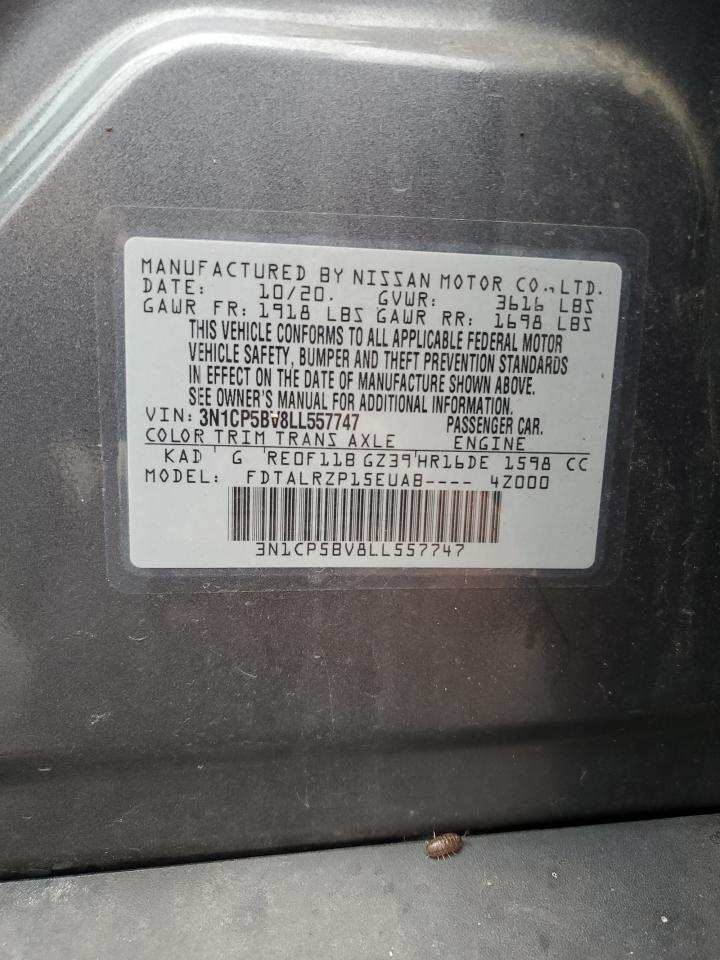 MANUFACTURED BY NISSAN MOTOR CO., LTD.
DATE: 10/20. GVWR: 3616 LBS
GAWR FR: 1918 LBS GAWR RR: 1698 LBS
THIS VEHICLE CONFORMS TO ALL APPLICABLE FEDERAL MOTOR
VEHICLE SAFETY, BUMPER AND THEFT PREVENTION STANDARDS
IN EFFECT ON THE DATE OF MANUFACTURE SHOWN ABOVE.
SEE OWNER'S MANUAL FOR ADDITIONAL INFORMATION.
VIN: 3N1CP5BV8LL557747 PASSENGER CAR.
COLOR TRIM TRANS AXLE ENGINE
KAD G RE0F11B GZ39 HR16DE 1598 CC
MODEL: FDTALRZP15EUAB---- 4Z000
3N1CP5BV8LL557747